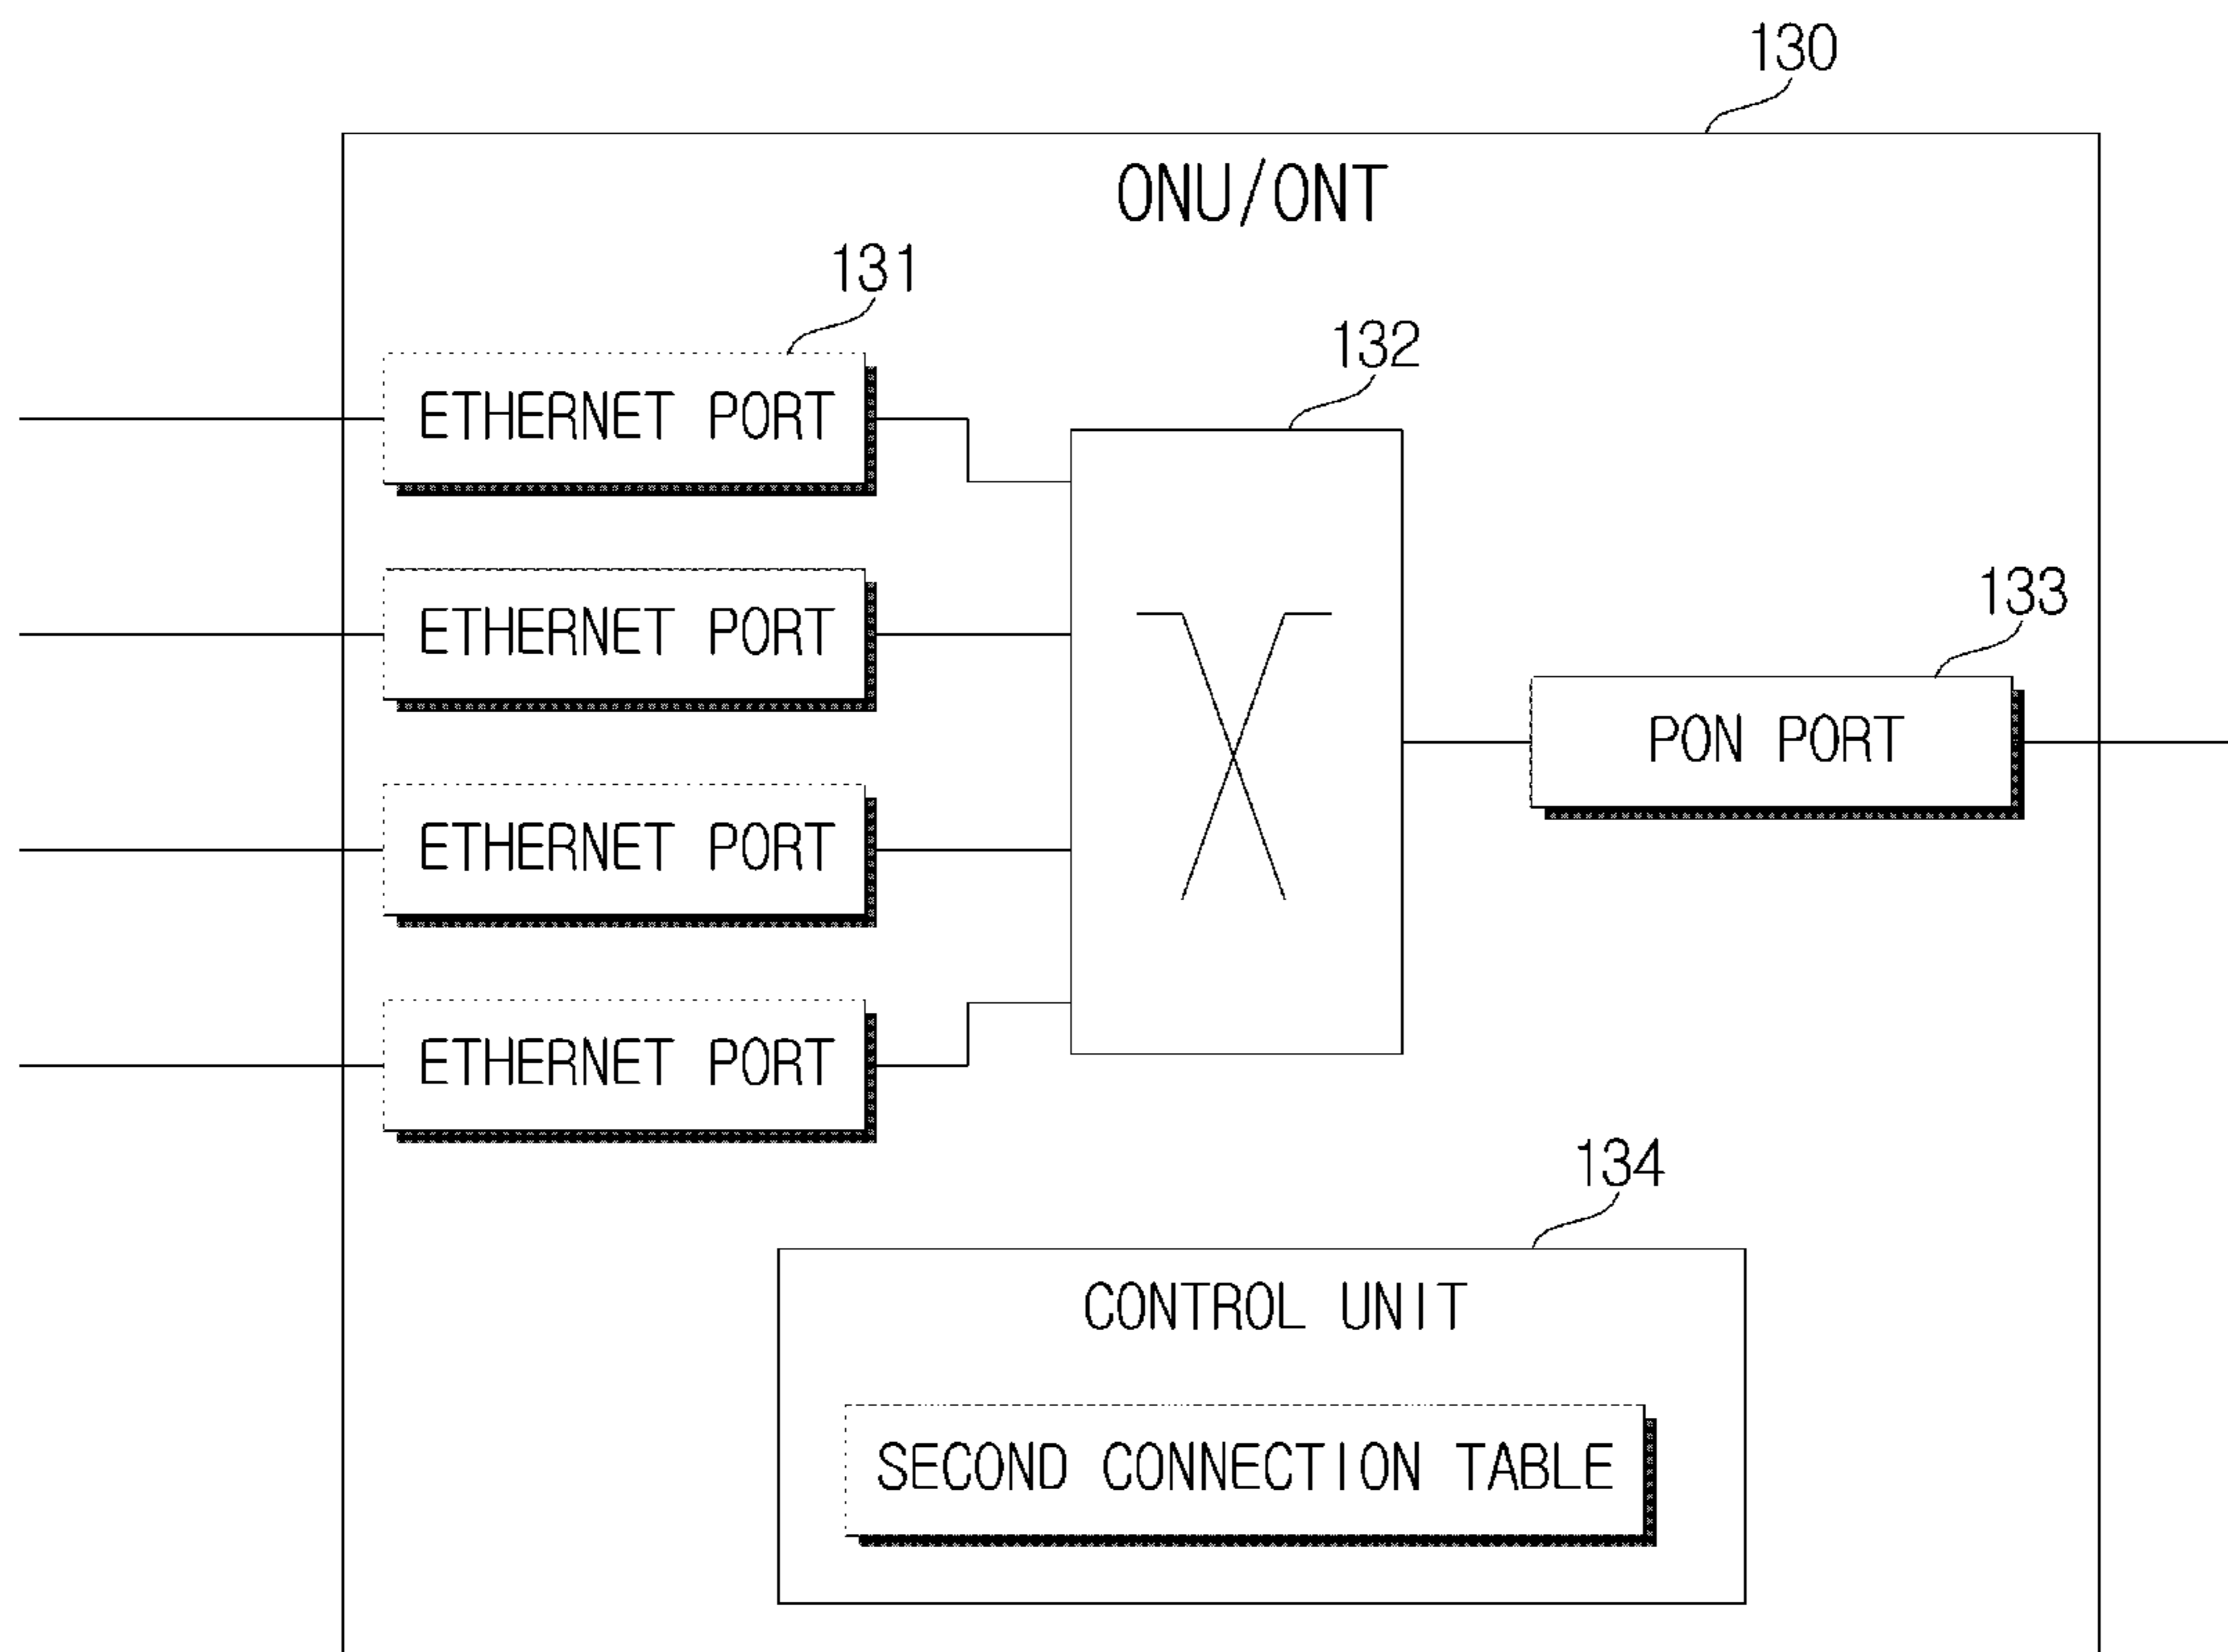 130
ONU/ONT
131
132
ETHERNET PORT
133
ETHERNET PORT
PON PORT
ETHERNET PORT
ETHERNET PORT
134
CONTROL UNIT
SECOND CONNECTION TABLE